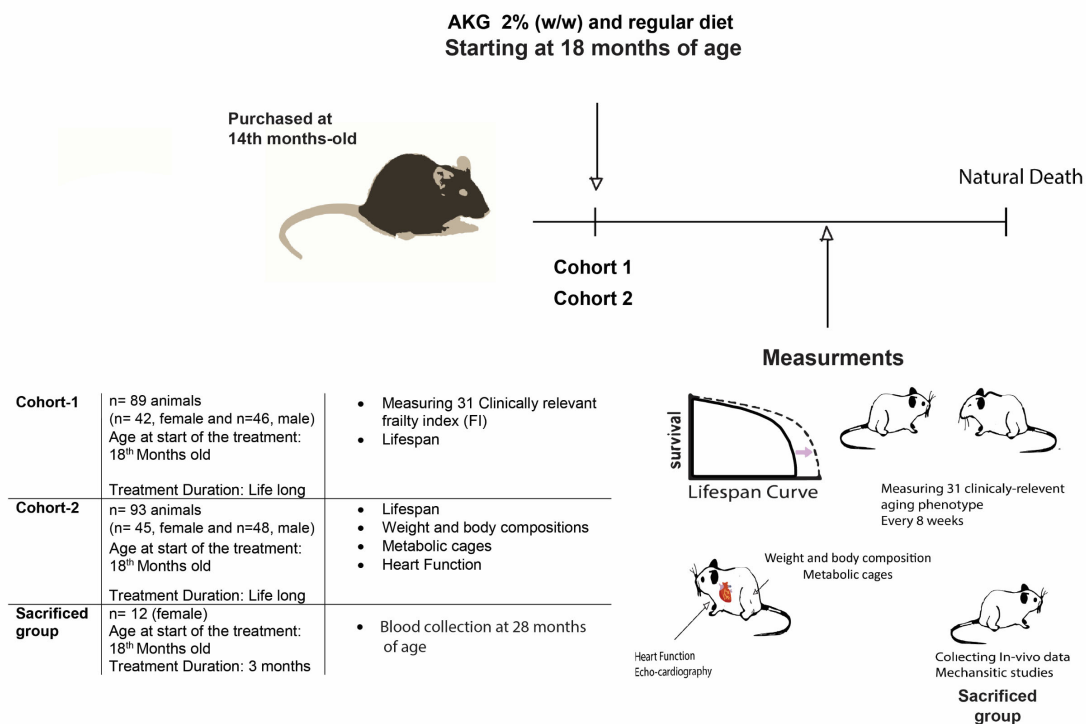 AKG 2% (w/w) and regular diet
Starting at 18 months of age
Purchased at
14th months-old
Natural Death
Cohort 1
Cohort 2
Measurments
Cohort-1
n= 89 animals
(n= 42, female and n=46, male)
Age at start of the treatment:
18th Months old
Treatment Duration: Life long
• Measuring 31 Clinically relevant
frailty index (FI)
• Lifespan
Cohort-2
n= 93 animals
(n= 45, female and n=48, male)
Age at start of the treatment:
18th Months old
Treatment Duration: Life long
• Lifespan
• Weight and body compositions
• Metabolic cages
• Heart Function
Sacrificed
group
n= 12 (female)
Age at start of the treatment:
18th Months old
Treatment Duration: 3 months
• Blood collection at 28 months
of age
survival
Lifespan Curve
Measuring 31 clinicaly-relevent
aging phenotype
Every 8 weeks
Weight and body composition
Metabolic cages
Heart Function
Echo-cardiography
Collecting In-vivo data
Mechansitic studies
Sacrificed
group